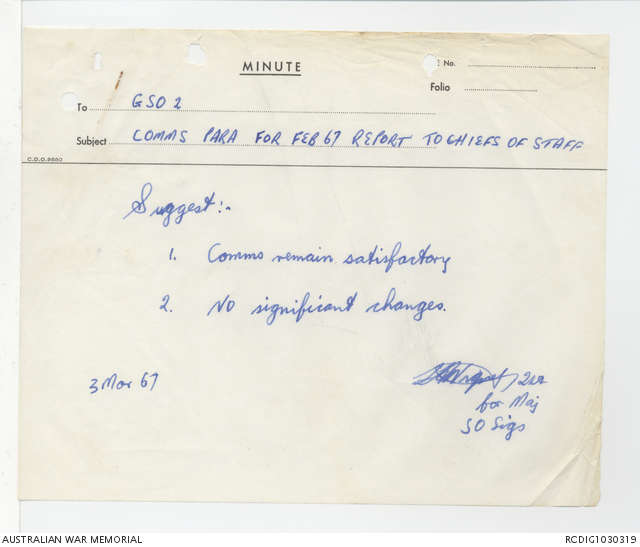 MINUTE
E No.
Folio
To GSO 2
Subject COMMS PARA FOR FEB 67 REPORT TO CHIEFS OF STAFF
C.D.O.9660
Suggest:-
1. Comms remain satisfactory
2. NO significant changes.
3 Mar 67
for Maj
SO Sigs
AUSTRALIAN WAR MEMORIAL
RCDIG1030319